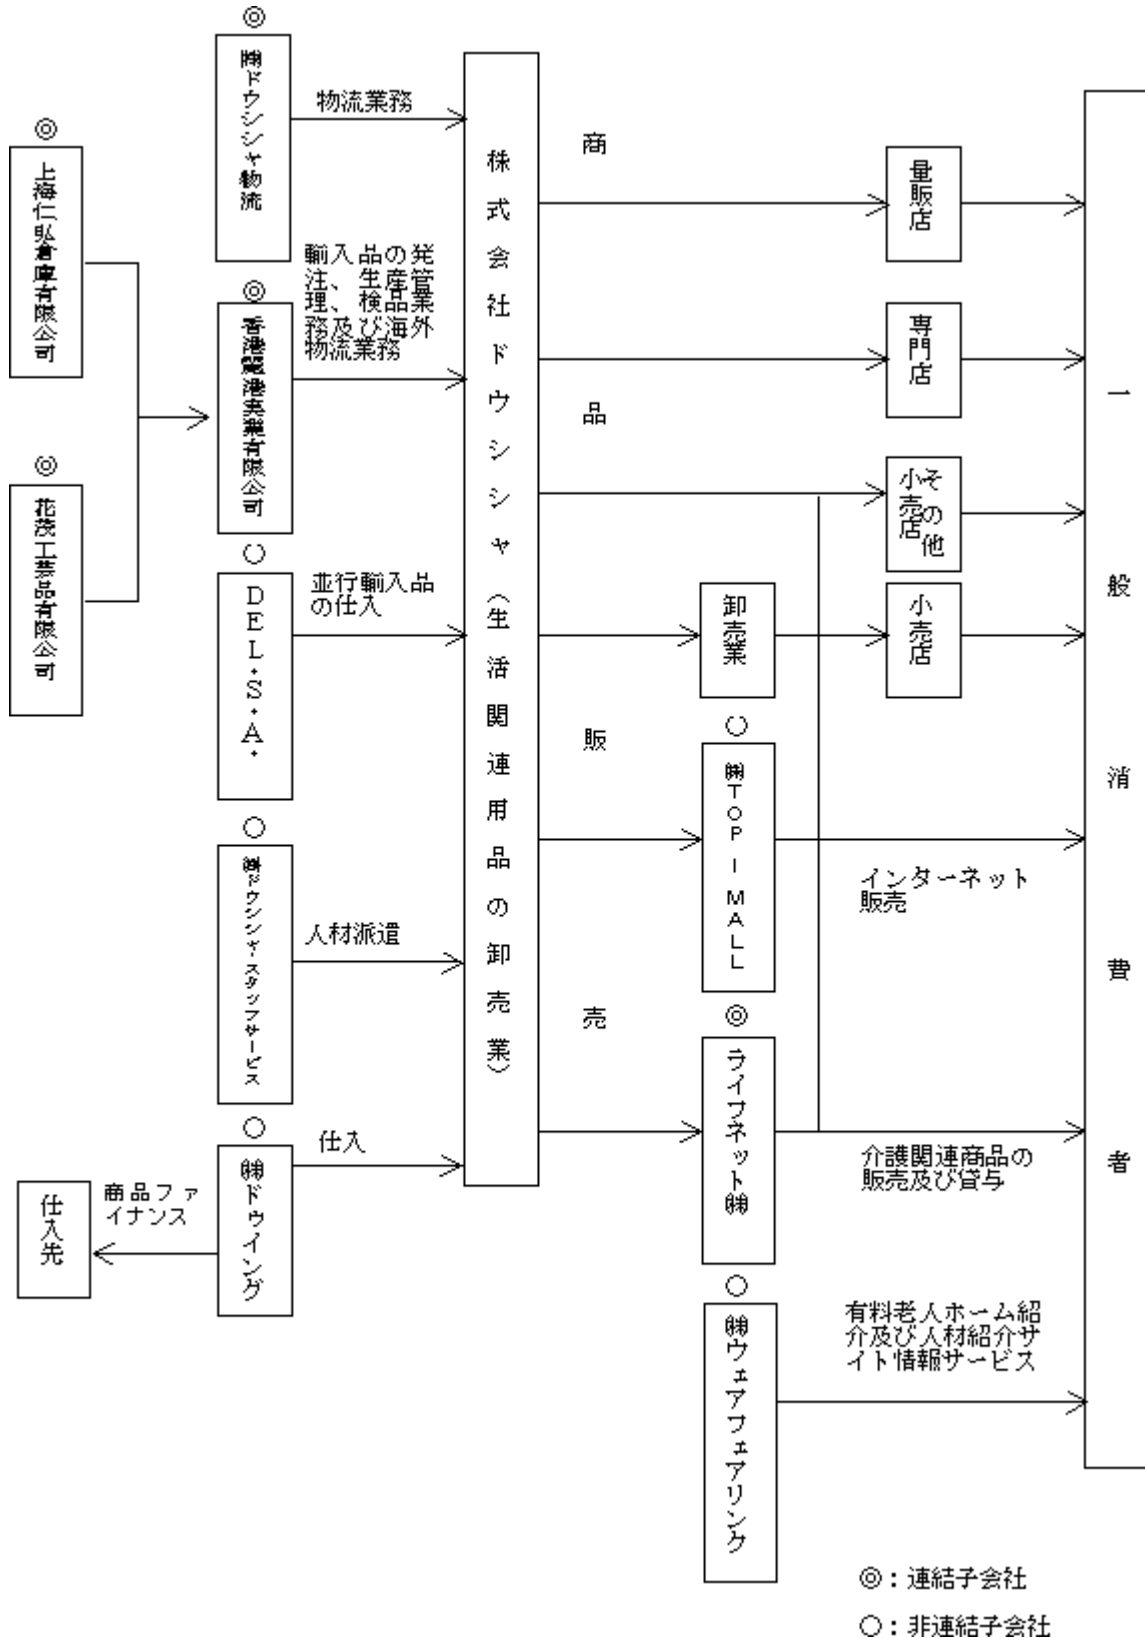 ◎
㈱ドウシシャ物流
物流業務
◎
上海仁弘倉庫有限公司
◎
花茂工芸品有限公司
◎
香港麗港実業有限公司
輸入品の発
注、生産管
理、検品業
務及び海外
物流業務
○
DEL.S.A.
並行輸入品
の仕入
○
㈱ドウシシャ・スタッフサービス
人材派遣
○
㈱ドウイング
仕入
商品ファ
イナンス
仕入先
株式会社ドウシシャ(生活関連用品の卸売業)
商品販売
量販店
専門店
その他
小売店
卸売業
小売店
○
㈱TOP I MALL
インターネット
販売
◎
ライフネット㈱
介護関連商品の
販売及び貸与
○
㈱ウェアフェアリンク
有料老人ホーム紹
介及び人材紹介サ
イト情報サービス
一般消費者
◎：連結子会社
○：非連結子会社